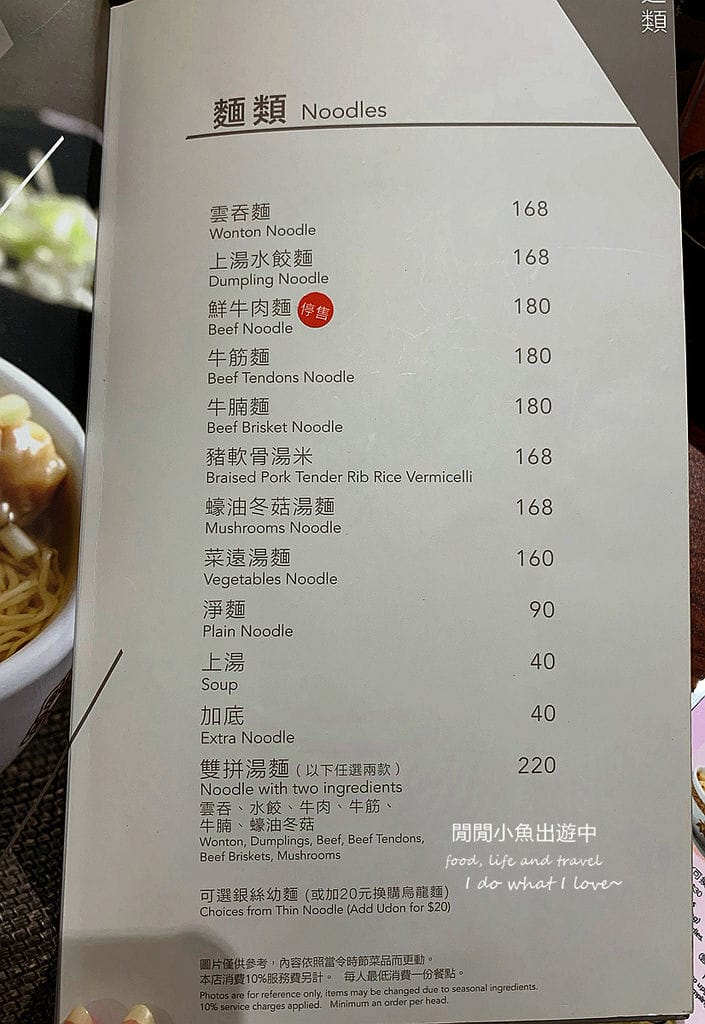 類
麵類 Noodles
雲吞麵 168
Wonton Noodle
上湯水餃麵 168
Dumpling Noodle
鮮牛肉麵 停售 180
Beef Noodle
牛筋麵 180
Beef Tendons Noodle
牛腩麵 180
Beef Brisket Noodle
豬軟骨湯米 168
Braised Pork Tender Rib Rice Vermicelli
蠔油冬菇湯麵 168
Mushrooms Noodle
菜遠湯麵 160
Vegetables Noodle
淨麵 90
Plain Noodle
上湯 40
Soup
加底 40
Extra Noodle
雙拼湯麵（以下任選兩款） 220
Noodle with two ingredients
雲吞、水餃、牛肉、牛筋、
牛腩、蠔油冬菇
Wonton, Dumplings, Beef, Beef Tendons,
Beef Briskets, Mushrooms
閒閒小魚出遊中
food, life and travel
I do what I love~
可選銀絲幼麵 (或加20元換購烏龍麵)
Choices from Thin Noodle (Add Udon for $20)
圖片僅供參考，內容依照當令時節菜品而更動。
本店消費10%服務費另計。 每人最低消費一份餐點。
Photos are for reference only, items may be changed due to seasonal ingredients.
10% service charges applied. Minimum an order per head.